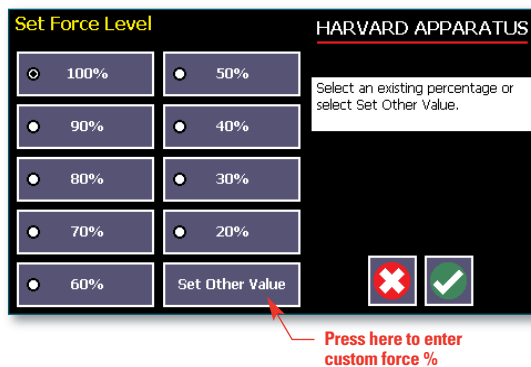 Set Force Level
HARVARD APPARATUS
100%
50%
90%
40%
80%
30%
70%
20%
60%
Set Other Value
Select an existing percentage or
select Set Other Value.
Press here to enter
custom force %